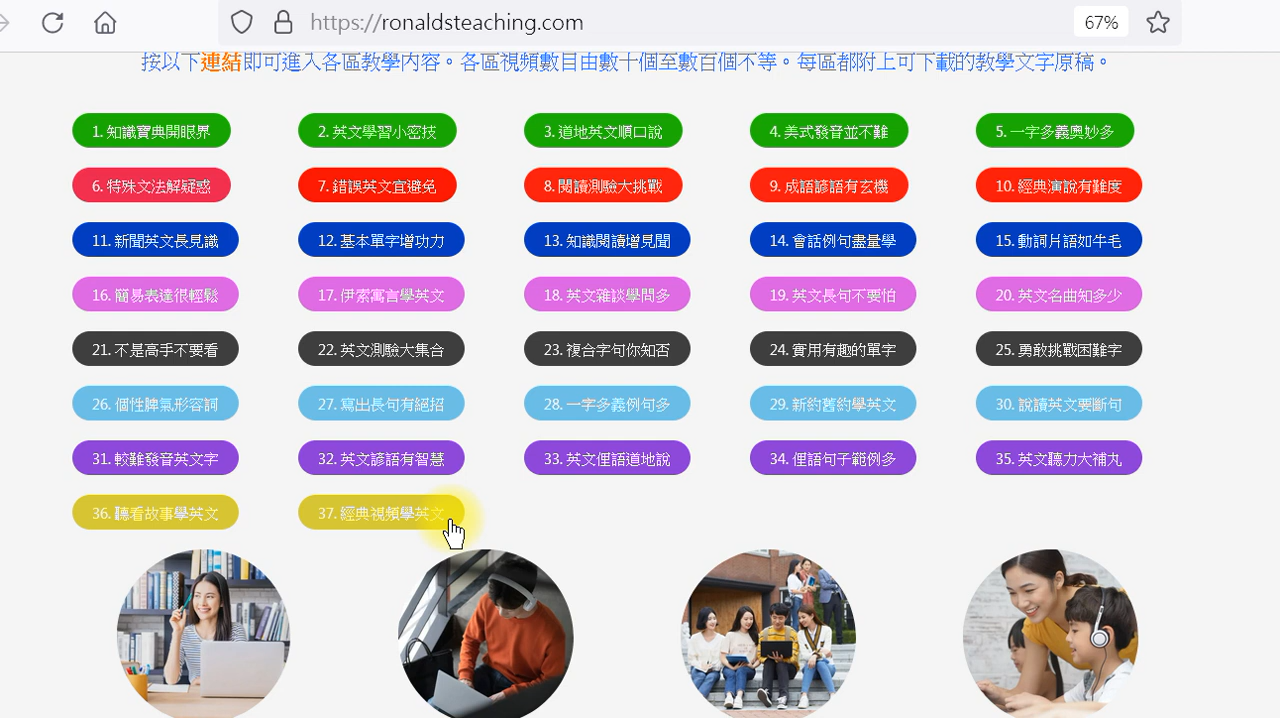 https://ronaldsteaching.com
67%
按以下連結即可進入各區教學內容。各區視頻數目由數十個至數百個不等。每區都附上可下載的教學文字原稿。
1. 知識寶典開眼界
2. 英文學習小密技
3. 道地英文順口說
4. 美式發音並不難
5. 一字多義奧妙多
6. 特殊文法解疑惑
7. 錯誤英文宜避免
8. 閱讀測驗大挑戰
9. 成語諺語有玄機
10. 經典演說有難度
11. 新聞英文長見識
12. 基本單字增功力
13. 知識閱讀增見聞
14. 會話例句盡量學
15. 動詞片語如牛毛
16. 簡易表達很輕鬆
17. 伊索寓言學英文
18. 英文雜談學問多
19. 英文長句不要怕
20. 英文名曲知多少
21. 不是高手不要看
22. 英文測驗大集合
23. 複合字句你知否
24. 實用有趣的單字
25. 勇敢挑戰困難字
26. 個性脾氣形容詞
27. 寫出長句有絕招
28. 一字多義例句多
29. 新約舊約學英文
30. 說讀英文要斷句
31. 較難發音英文字
32. 英文諺語有智慧
33. 英文俚語道地說
34. 俚語句子範例多
35. 英文聽力大補丸
36. 聽看故事學英文
37. 經典視頻學英文